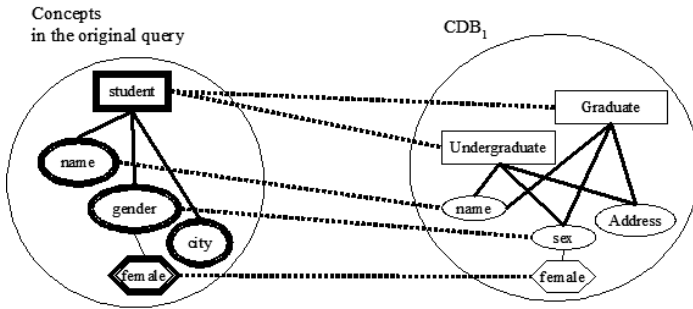 Concepts
in the original query
CDB1
student
Graduate
Undergraduate
name
name
gender
Address
sex
city
female
female